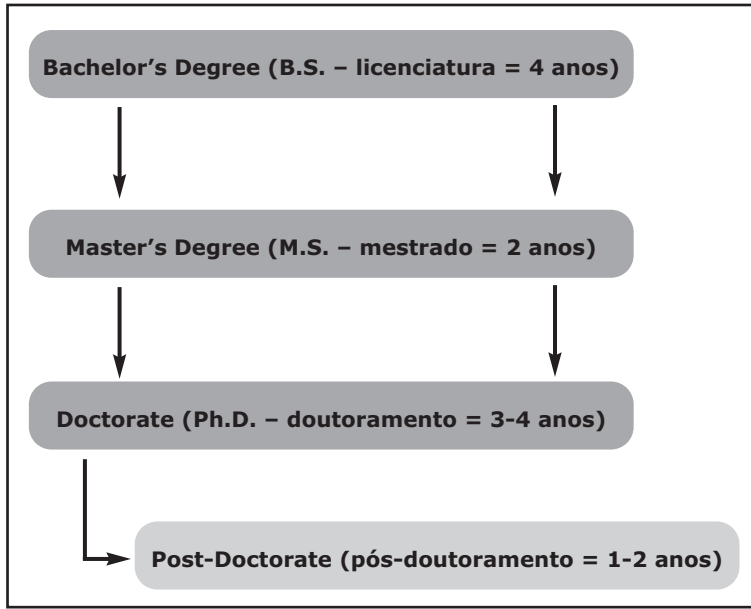 Bachelor’s Degree (B.S. – licenciatura = 4 anos)
Master’s Degree (M.S. – mestrado = 2 anos)
Doctorate (Ph.D. – doutoramento = 3-4 anos)
Post-Doctorate (pós-doutoramento = 1-2 anos)